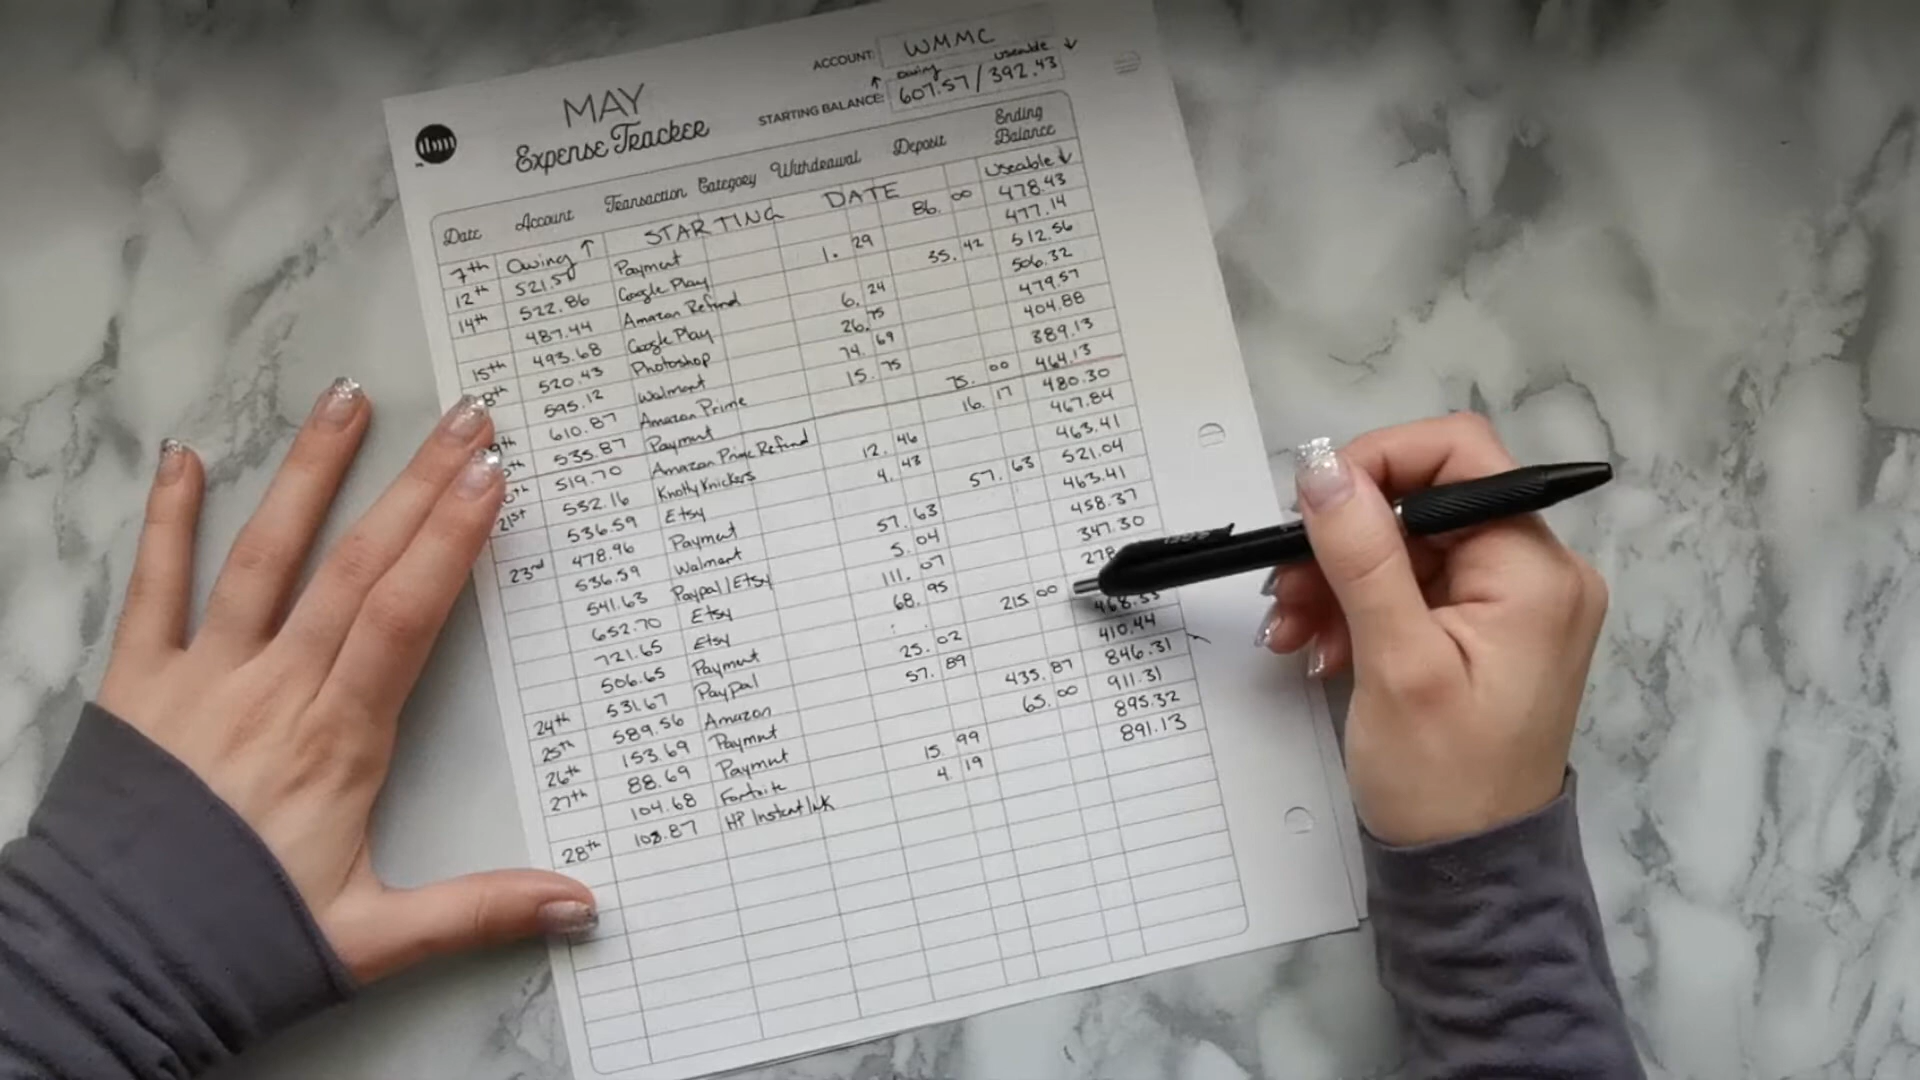 ACCOUNT: WMMC
owing useable ↓
MAY STARTING BALANCE: ↑ 607.57 / 392.43
tbm Expense Tracker
Date Account Transaction Category Withdrawal Deposit Ending Balance
7th Owing ↑ STARTING DATE Useable ↓
12th 521.57 Payment 86.00 478.43
14th 522.86 Google Play 1.29 477.14
487.44 Amazon Refund 35.42 512.56
15th 493.68 Google Play 6.24 506.32
8th 520.43 Photoshop 26.75 479.57
595.12 Walmart 74.69 404.88
9th 610.87 Amazon Prime 15.75 389.13
0th 535.87 Payment 75.00 464.13
0th 519.70 Amazon Prime Refund 16.17 480.30
21st 532.16 Knotty Knickers 12.46 467.84
536.59 Etsy 4.43 463.41
23rd 478.96 Payment 57.63 521.04
536.59 Walmart 57.63 463.41
541.63 Paypal/Etsy 5.04 458.37
652.70 Etsy 111.07 347.30
721.65 Etsy 68.95 278
506.65 Payment 215.00
24th 531.67 Paypal 25.02 468.33
25th 589.56 Amazon 57.89 410.44
26th 153.69 Paymnt 435.87 846.31
27th 88.69 Paymnt 65.00 911.31
104.68 Fortnite 15.99 895.32
28th 108.87 HP Instant Ink 4.19 891.13